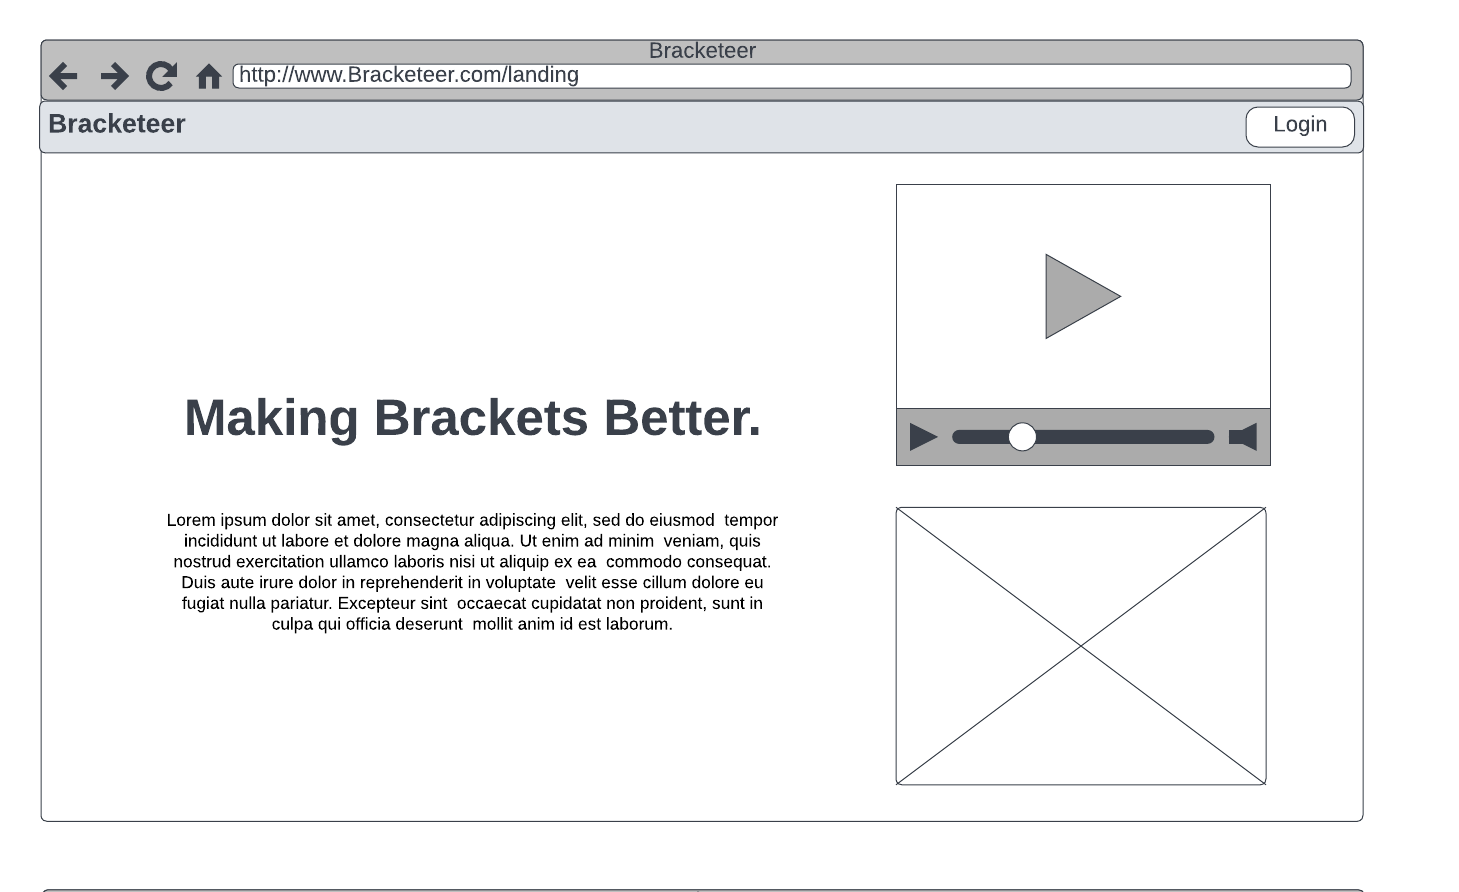 Bracketeer
http://www.Bracketeer.com/landing
Bracketeer
Login
Making Brackets Better.
Lorem ipsum dolor sit amet, consectetur adipiscing elit, sed do eiusmod  tempor
incididunt ut labore et dolore magna aliqua. Ut enim ad minim  veniam, quis
nostrud exercitation ullamco laboris nisi ut aliquip ex ea  commodo consequat.
Duis aute irure dolor in reprehenderit in voluptate  velit esse cillum dolore eu
fugiat nulla pariatur. Excepteur sint  occaecat cupidatat non proident, sunt in
culpa qui officia deserunt  mollit anim id est laborum.